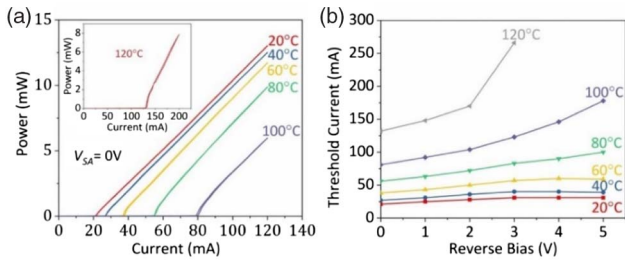 (a)
15
10
5
0
Power (mW)
0 20 40 60 80 100 120 140
Current (mA)
20°C
40°C
60°C
80°C
100°C
V_SA = 0V
8
6
4
2
0
Power (mW)
0 50 100 150 200
Current (mA)
120°C
(b)
300
250
200
150
100
50
0
Threshold Current (mA)
0 1 2 3 4 5
Reverse Bias (V)
120°C
100°C
80°C
60°C
40°C
20°C